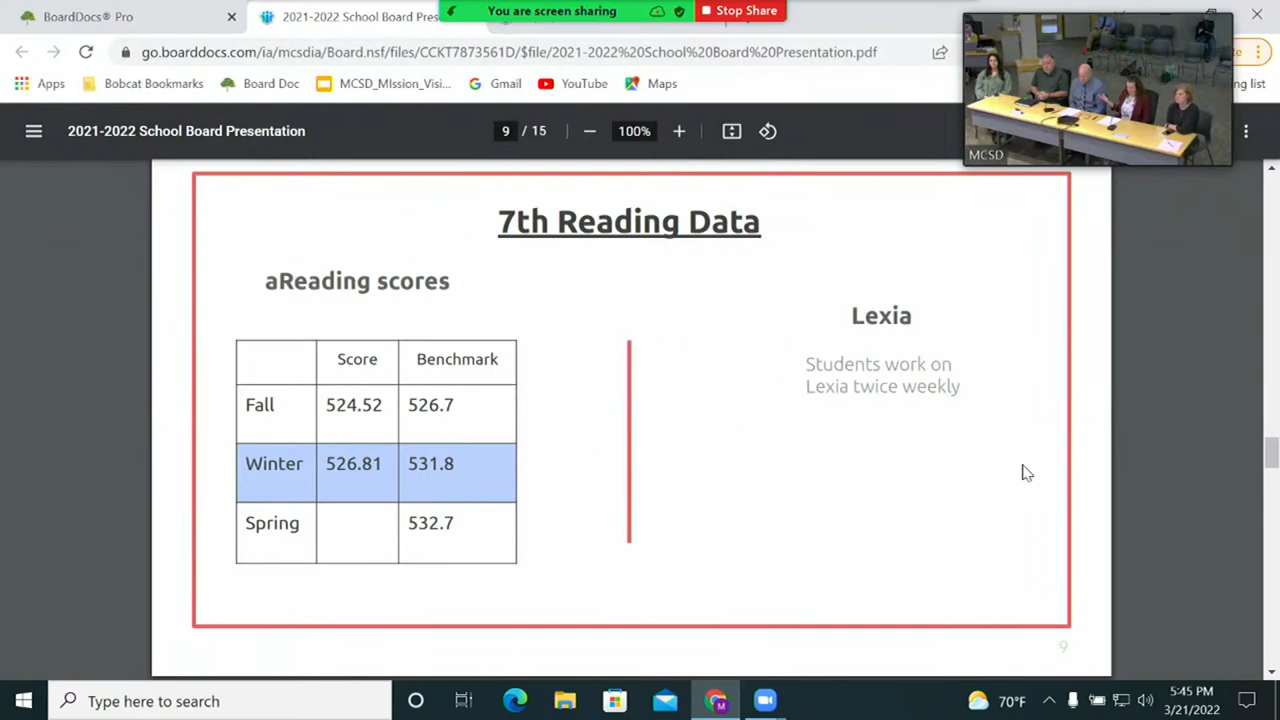 BoardDocs® Pro
2021-2022 School Board Prese
You are screen sharing
Stop Share
go.boarddocs.com/ia/mcsdia/Board.nsf/files/CCKT7873561D/$file/2021-2022%20School%20Board%20Presentation.pdf
Apps
Bobcat Bookmarks
Board Doc
MCSD_MIssion_Visi...
Gmail
YouTube
Maps
ing list
2021-2022 School Board Presentation
9 / 15
100%
MCSD
7th Reading Data
aReading scores
Lexia
Students work on
Lexia twice weekly
Score Benchmark
Fall 524.52 526.7
Winter 526.81 531.8
Spring 532.7
9
Type here to search
70°F
5:45 PM
3/21/2022